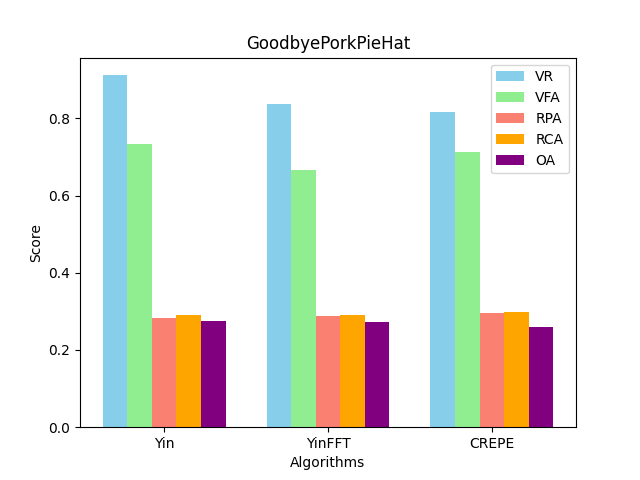 GoodbyePorkPieHat
VR
VFA
RPA
RCA
OA
0.8
0.6
0.4
0.2
0.0
Score
Yin
YinFFT
CREPE
Algorithms